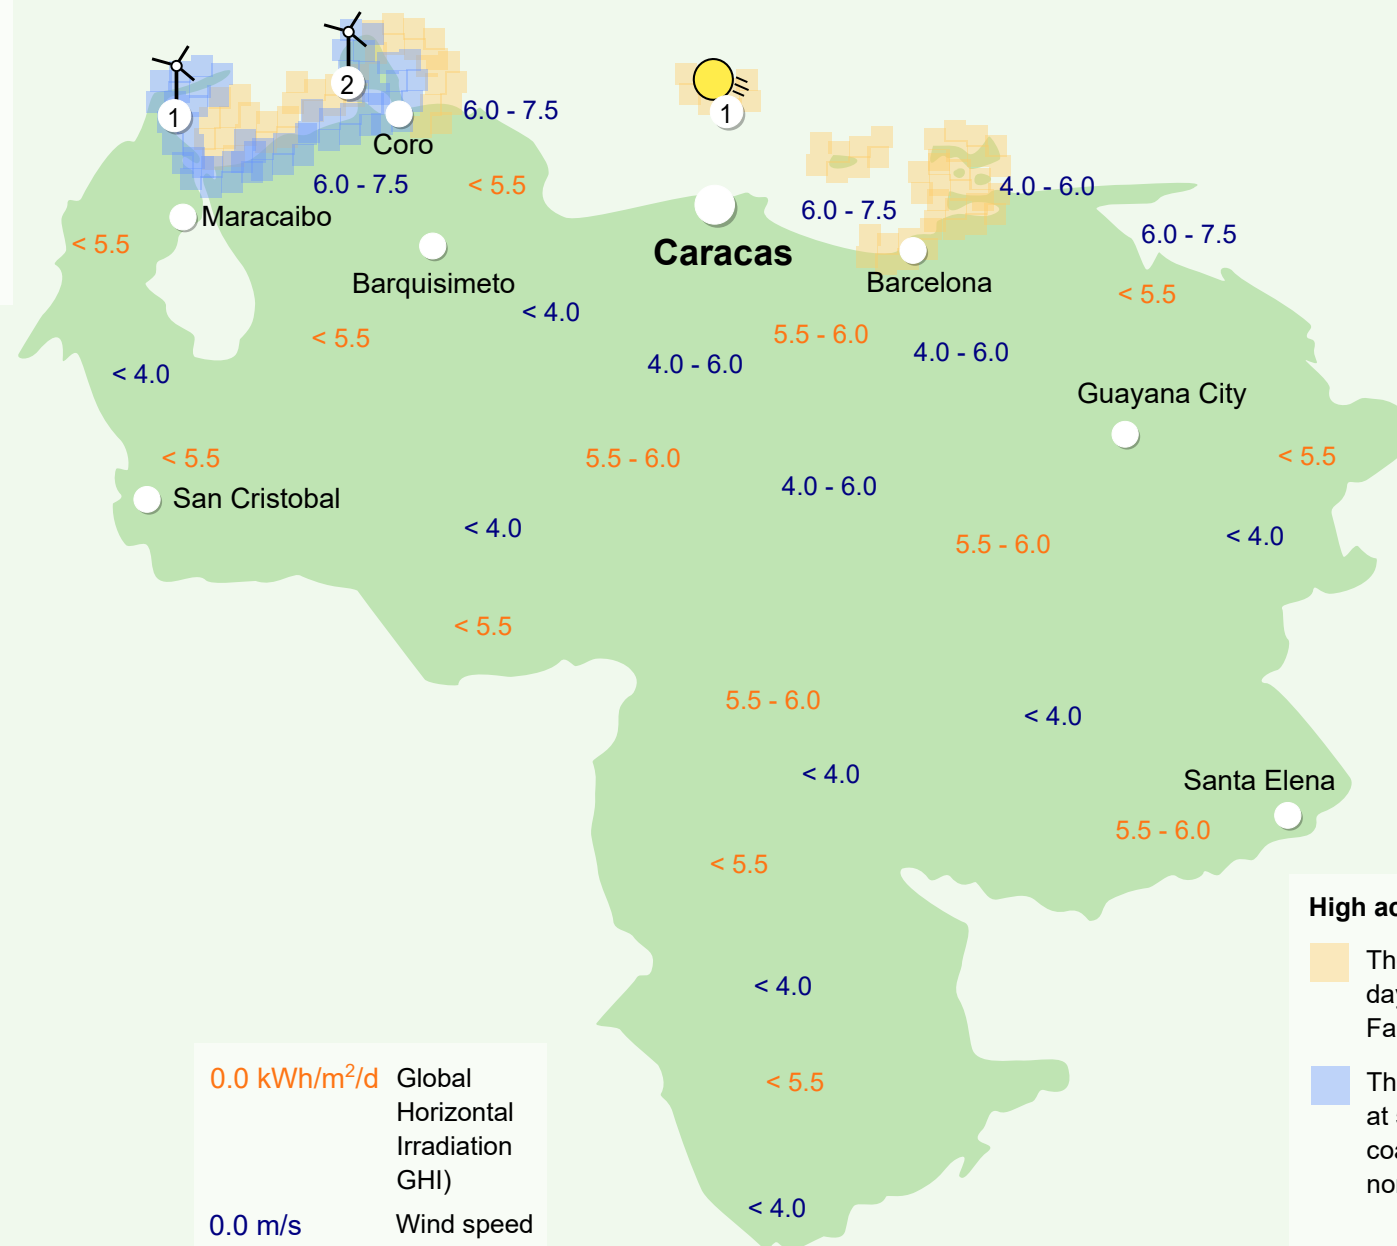 2
1
1
6.0 - 7.5
Coro
6.0 - 7.5
< 5.5
4.0 - 6.0
Maracaibo
6.0 - 7.5
< 5.5
6.0 - 7.5
Caracas
Barquisimeto
Barcelona
< 5.5
< 4.0
< 5.5
5.5 - 6.0
4.0 - 6.0
4.0 - 6.0
< 4.0
Guayana City
< 5.5
5.5 - 6.0
< 5.5
4.0 - 6.0
San Cristobal
< 4.0
5.5 - 6.0
< 4.0
< 5.5
5.5 - 6.0
< 4.0
< 4.0
Santa Elena
5.5 - 6.0
< 5.5
< 4.0
< 5.5
< 4.0
0.0 kWh/m²/d Global
Horizontal
Irradiation
GHI)
0.0 m/s Wind speed
High
Th
day
Fa
Th
at
coa
nor